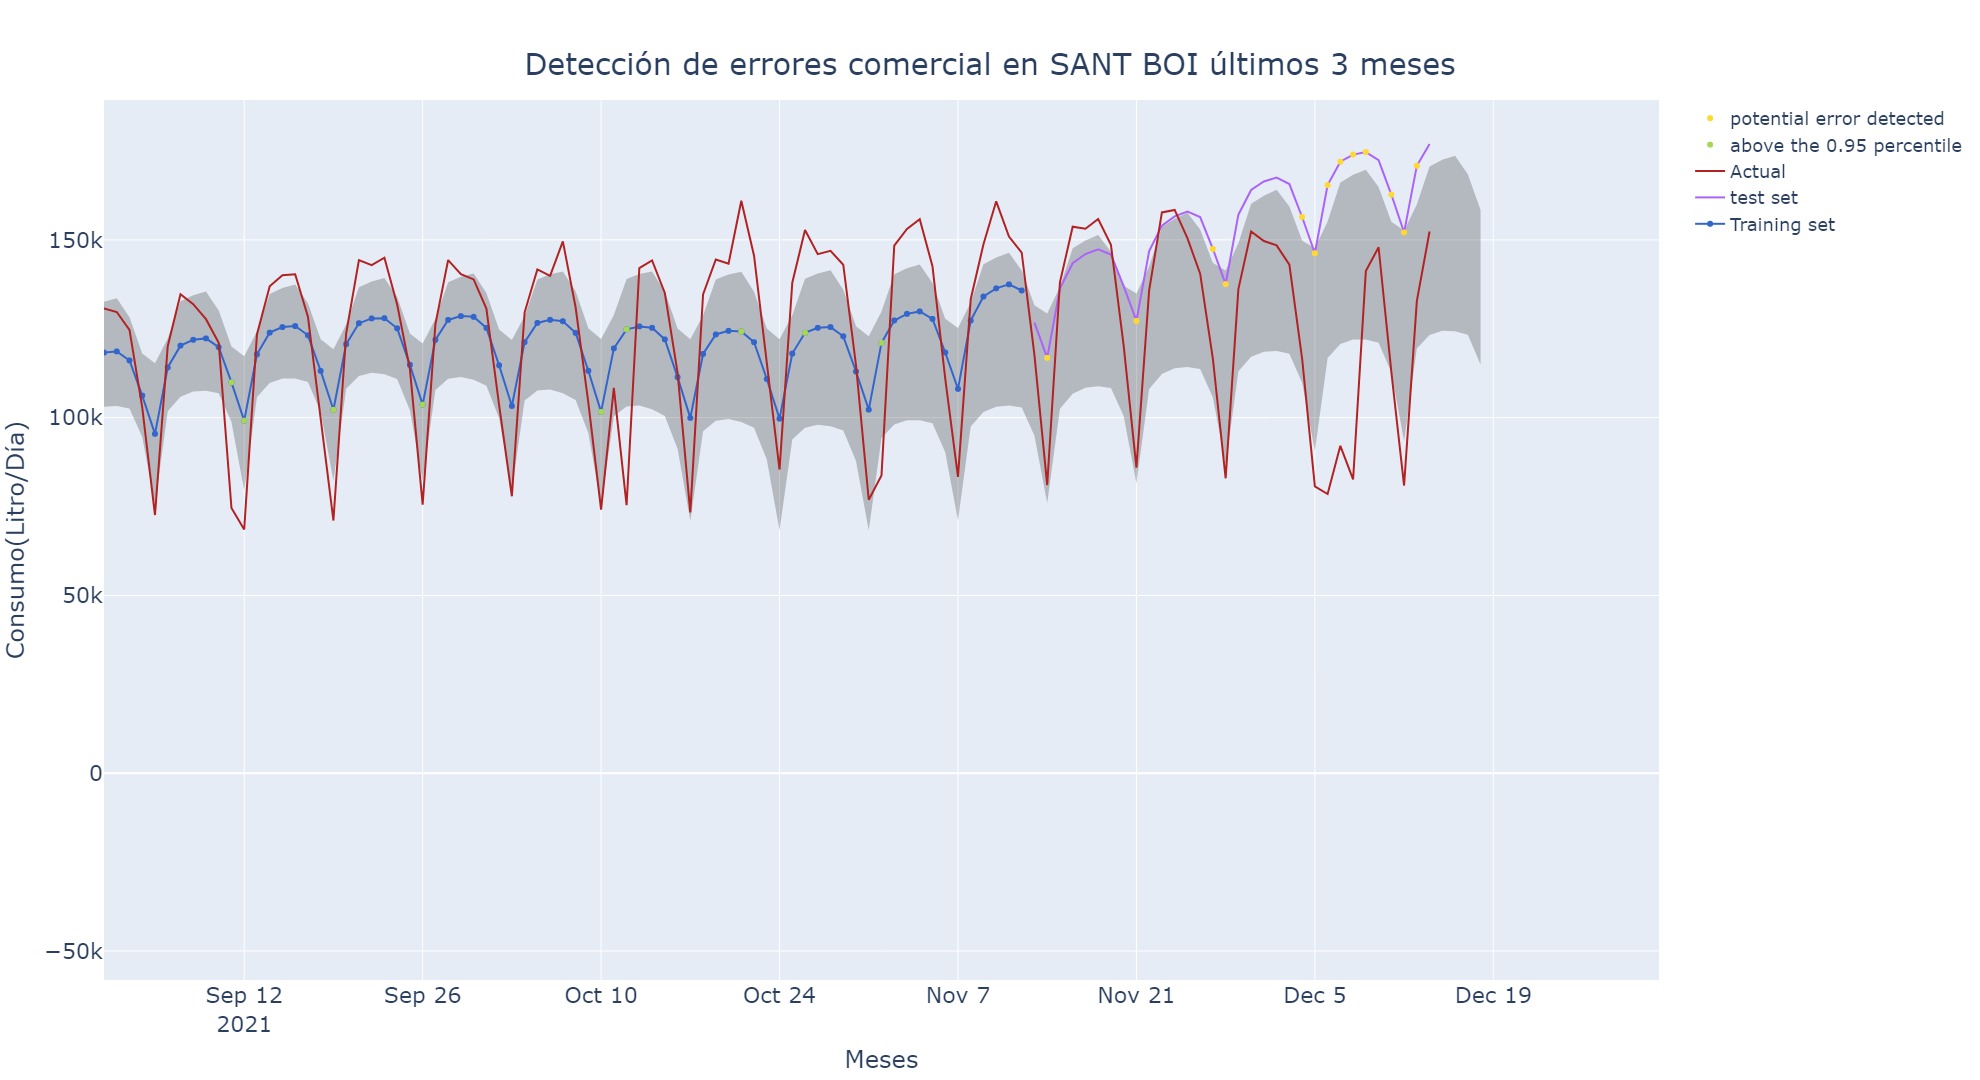 Detección de errores comercial en SANT BOI últimos 3 meses
potential error detected
above the 0.95 percentile
Actual
test set
Training set
Consumo(Litro/Día)
150k
100k
50k
0
−50k
Sep 12
2021
Sep 26
Oct 10
Oct 24
Nov 7
Nov 21
Dec 5
Dec 19
Meses